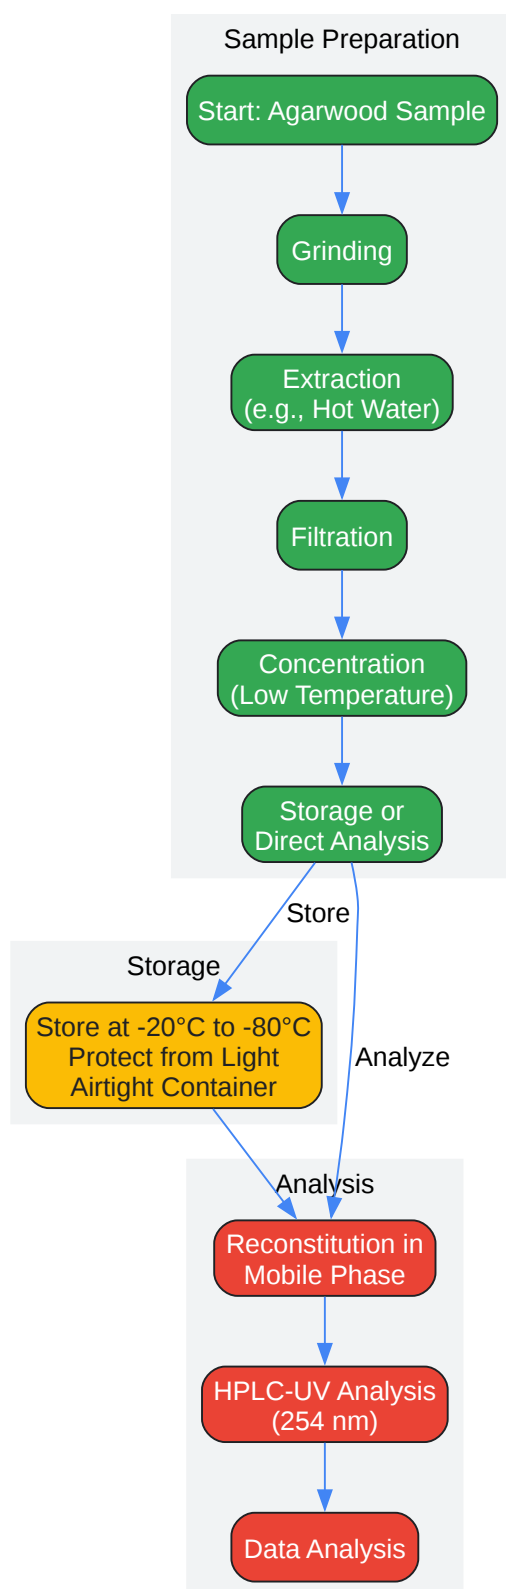 Sample Preparation
Start: Agarwood Sample
Grinding
Extraction
(e.g., Hot Water)
Filtration
Concentration
(Low Temperature)
Storage or
Direct Analysis
Store
Storage
Store at -20°C to -80°C
Protect from Light
Airtight Container
Analyze
Analysis
Reconstitution in
Mobile Phase
HPLC-UV Analysis
(254 nm)
Data Analysis